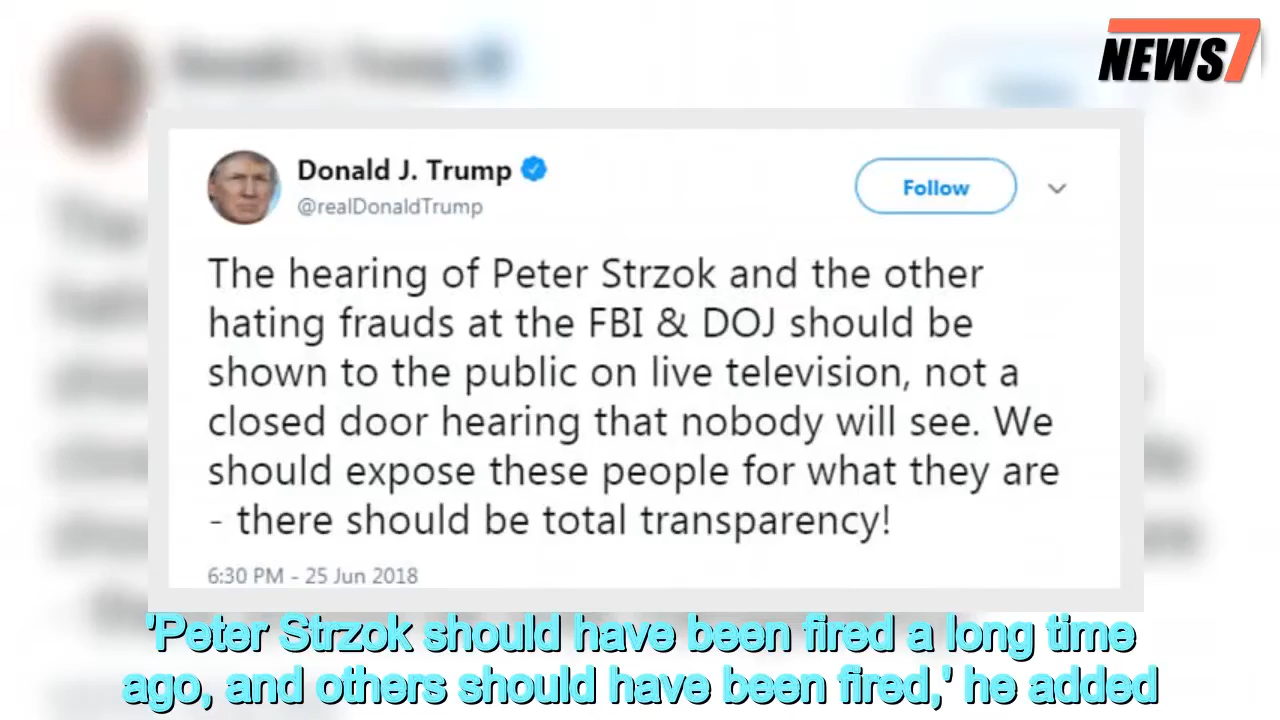 NEWS7
Donald J. Trump
@realDonaldTrump
Follow
The hearing of Peter Strzok and the other
hating frauds at the FBI & DOJ should be
shown to the public on live television, not a
closed door hearing that nobody will see. We
should expose these people for what they are
- there should be total transparency!
6:30 PM - 25 Jun 2018
'Peter Strzok should have been fired a long time
ago, and others should have been fired,' he added